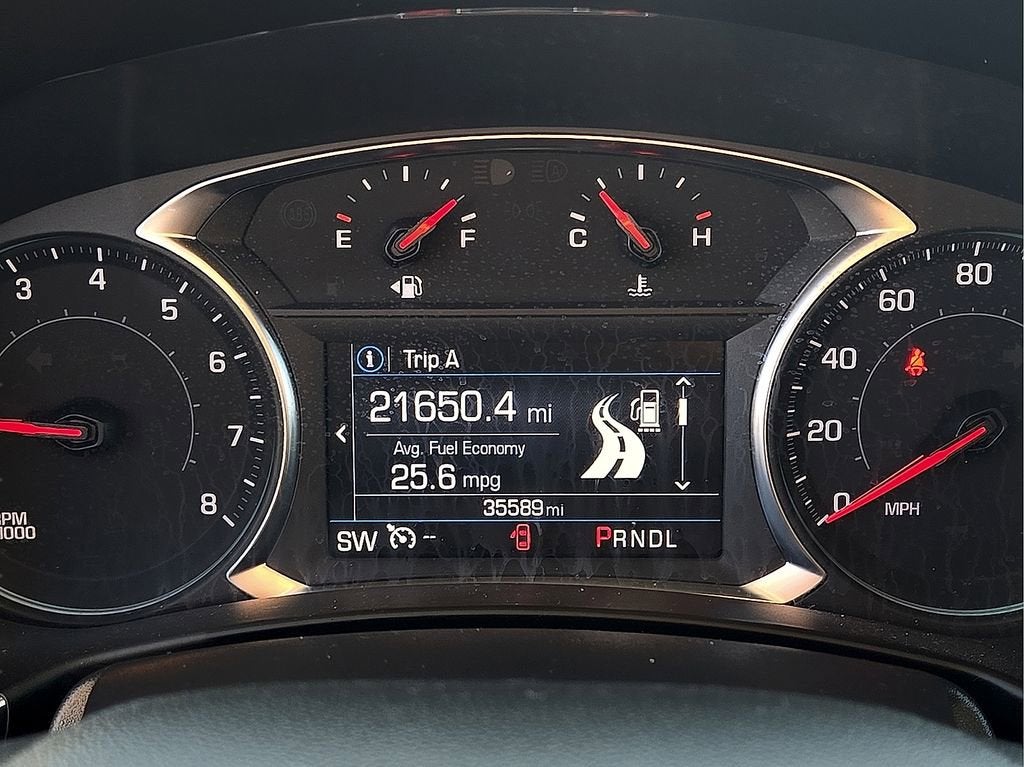 E F
C H
3 4 5 6 7 8
RPM
1000
0 20 40 60 80
MPH
i Trip A
21650.4 mi
Avg. Fuel Economy
25.6 mpg
35589 mi
SW -- PRNDL